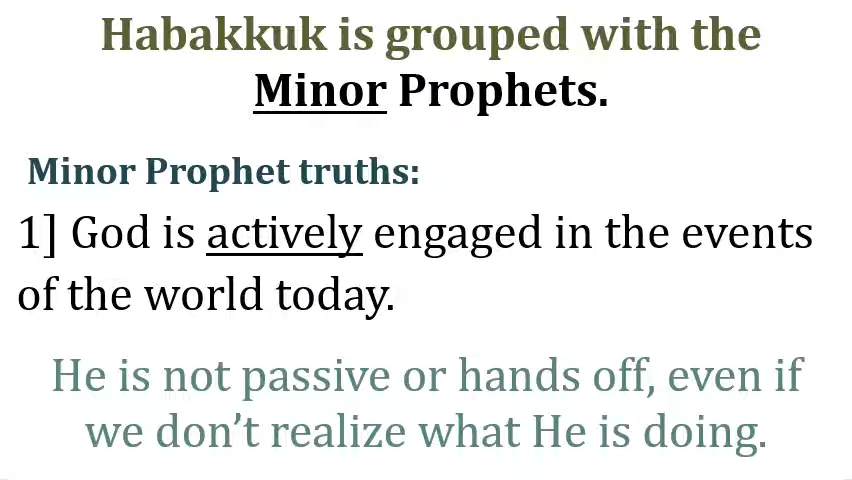 Habakkuk is grouped with the
Minor Prophets.
Minor Prophet truths:
1] God is actively engaged in the events
of the world today.
He is not passive or hands off, even if
we don’t realize what He is doing.